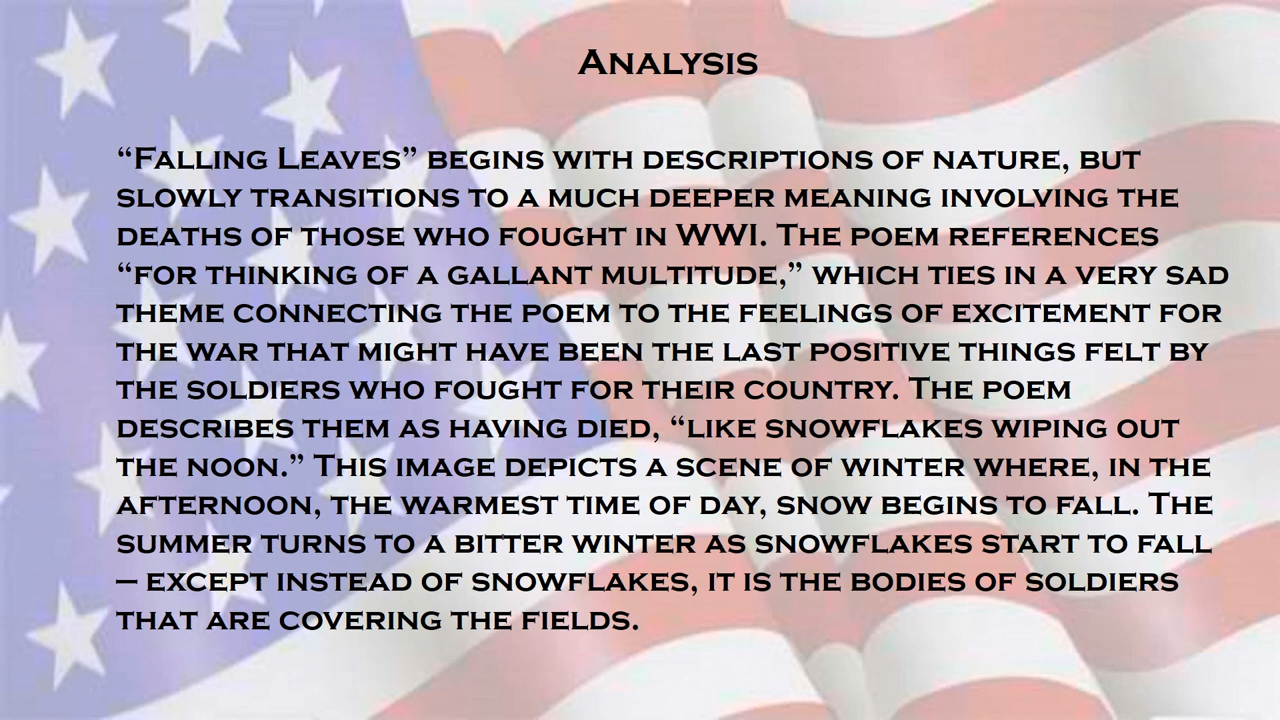 Analysis
“Falling Leaves” begins with descriptions of nature, but
slowly transitions to a much deeper meaning involving the
deaths of those who fought in WWI. The poem references
“for thinking of a gallant multitude,” which ties in a very sad
theme connecting the poem to the feelings of excitement for
the war that might have been the last positive things felt by
the soldiers who fought for their country. The poem
describes them as having died, “like snowflakes wiping out
the noon.” This image depicts a scene of winter where, in the
afternoon, the warmest time of day, snow begins to fall. The
summer turns to a bitter winter as snowflakes start to fall
– except instead of snowflakes, it is the bodies of soldiers
that are covering the fields.